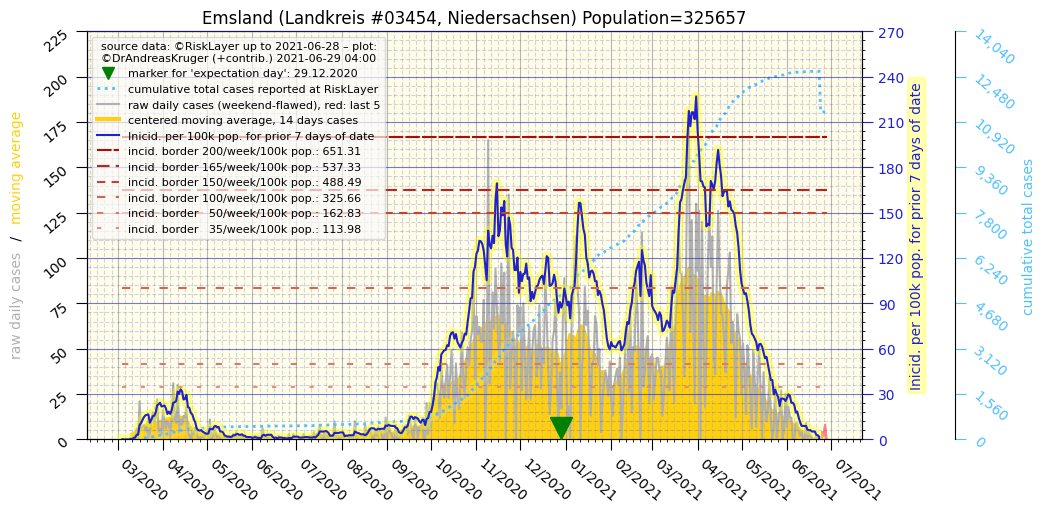 Emsland (Landkreis #03454, Niedersachsen) Population=325657
source data: ©RiskLayer up to 2021-06-28 – plot:
©DrAndreasKruger (+contrib.) 2021-06-29 04:00
marker for 'expectation day': 29.12.2020
cumulative total cases reported at RiskLayer
raw daily cases (weekend-flawed), red: last 5
centered moving average, 14 days cases
Inicid. per 100k pop. for prior 7 days of date
incid. border 200/week/100k pop.: 651.31
incid. border 165/week/100k pop.: 537.33
incid. border 150/week/100k pop.: 488.49
incid. border 100/week/100k pop.: 325.66
incid. border   50/week/100k pop.: 162.83
incid. border   35/week/100k pop.: 113.98
raw daily cases   /   moving average
225
200
175
150
125
100
75
50
25
0
270
240
210
180
150
120
90
60
30
0
Inicid. per 100k pop. for prior 7 days of date
14,040
12,480
10,920
9,360
7,800
6,240
4,680
3,120
1,560
0
cumulative total cases
03/2020
04/2020
05/2020
06/2020
07/2020
08/2020
09/2020
10/2020
11/2020
12/2020
01/2021
02/2021
03/2021
04/2021
05/2021
06/2021
07/2021